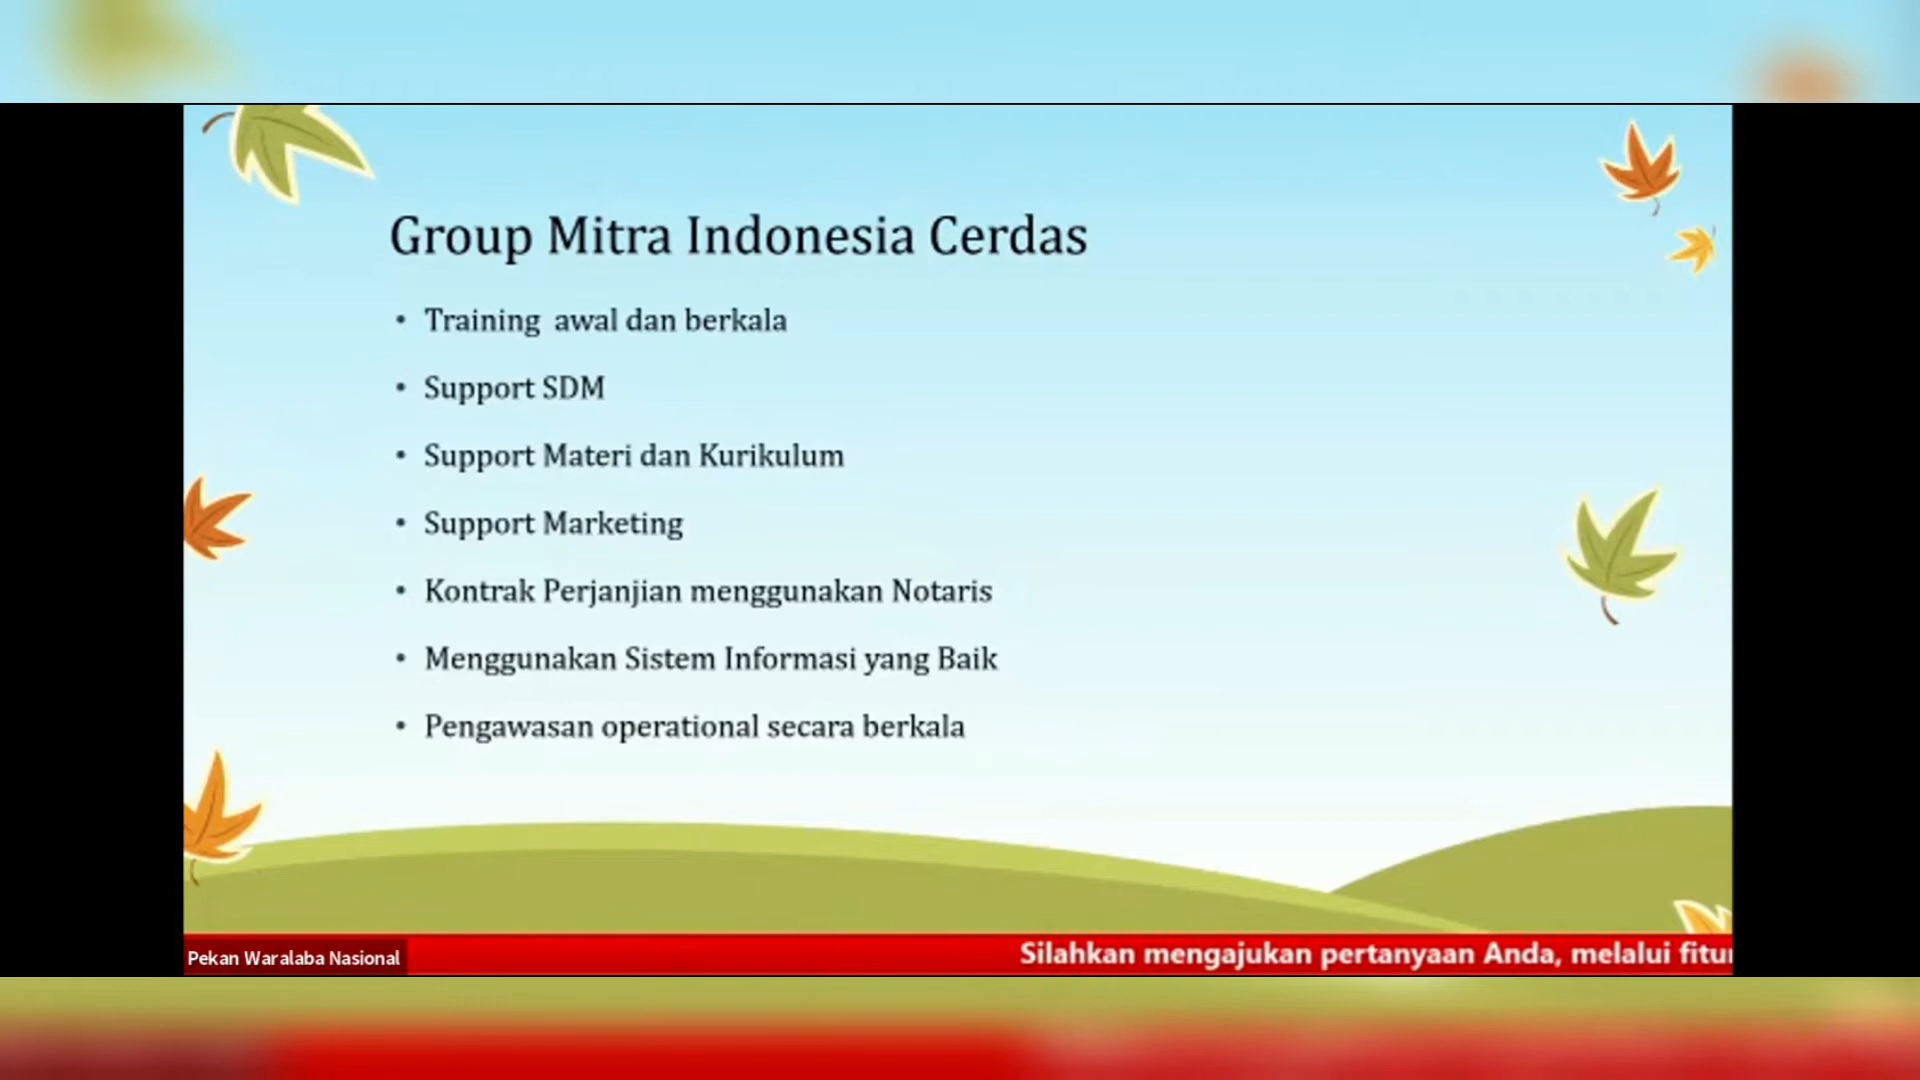 Group Mitra Indonesia Cerdas
• Training awal dan berkala
• Support SDM
• Support Materi dan Kurikulum
• Support Marketing
• Kontrak Perjanjian menggunakan Notaris
• Menggunakan Sistem Informasi yang Baik
• Pengawasan operational secara berkala
Pekan Waralaba Nasional
Silahkan mengajukan pertanyaan Anda, melalui